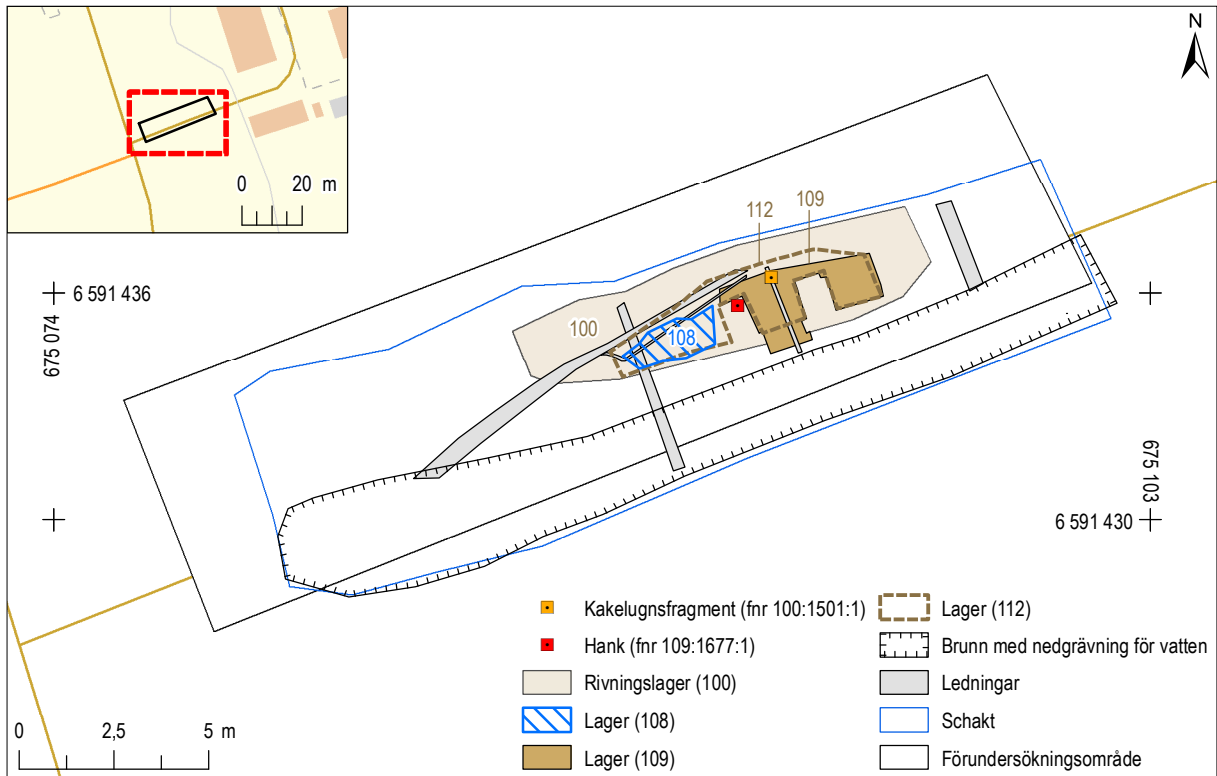 0 20 m
N
112
109
100
108
6 591 436
675 074
675 103
6 591 430
Kakelugnsfragment (fnr 100:1501:1)
Hank (fnr 109:1677:1)
Rivningslager (100)
Lager (108)
Lager (109)
Lager (112)
Brunn med nedgrävning för vatten
Ledningar
Schakt
Förundersökningsområde
0 2,5 5 m